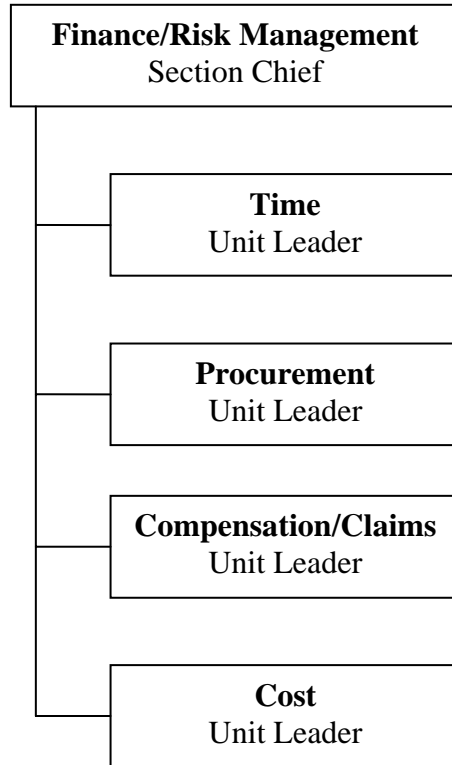 Finance/Risk Management
Section Chief
Time
Unit Leader
Procurement
Unit Leader
Compensation/Claims
Unit Leader
Cost
Unit Leader